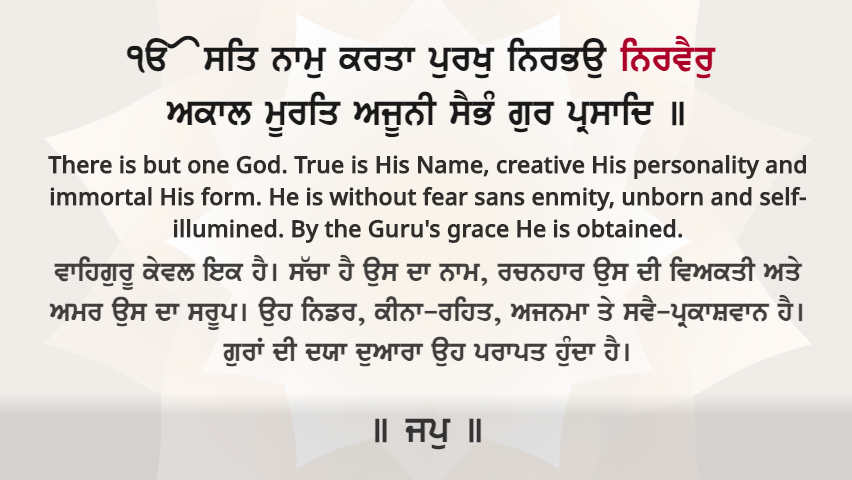 ੴ ਸਤਿ ਨਾਮੁ ਕਰਤਾ ਪੁਰਖੁ ਨਿਰਭਉ ਨਿਰਵੈਰੁ
ਅਕਾਲ ਮੂਰਤਿ ਅਜੂਨੀ ਸੈਭੰ ਗੁਰ ਪ੍ਰਸਾਦਿ ॥
There is but one God. True is His Name, creative His personality and
immortal His form. He is without fear sans enmity, unborn and self-
illumined. By the Guru's grace He is obtained.
ਵਾਹਿਗੁਰੂ ਕੇਵਲ ਇਕ ਹੈ। ਸੱਚਾ ਹੈ ਉਸ ਦਾ ਨਾਮ, ਰਚਨਹਾਰ ਉਸ ਦੀ ਵਿਅਕਤੀ ਅਤੇ
ਅਮਰ ਉਸ ਦਾ ਸਰੂਪ। ਉਹ ਨਿਡਰ, ਕੀਨਾ-ਰਹਿਤ, ਅਜਨਮਾ ਤੇ ਸਵੈ-ਪ੍ਰਕਾਸ਼ਵਾਨ ਹੈ।
ਗੁਰਾਂ ਦੀ ਦਯਾ ਦੁਆਰਾ ਉਹ ਪਰਾਪਤ ਹੁੰਦਾ ਹੈ।
॥ ਜਪੁ ॥